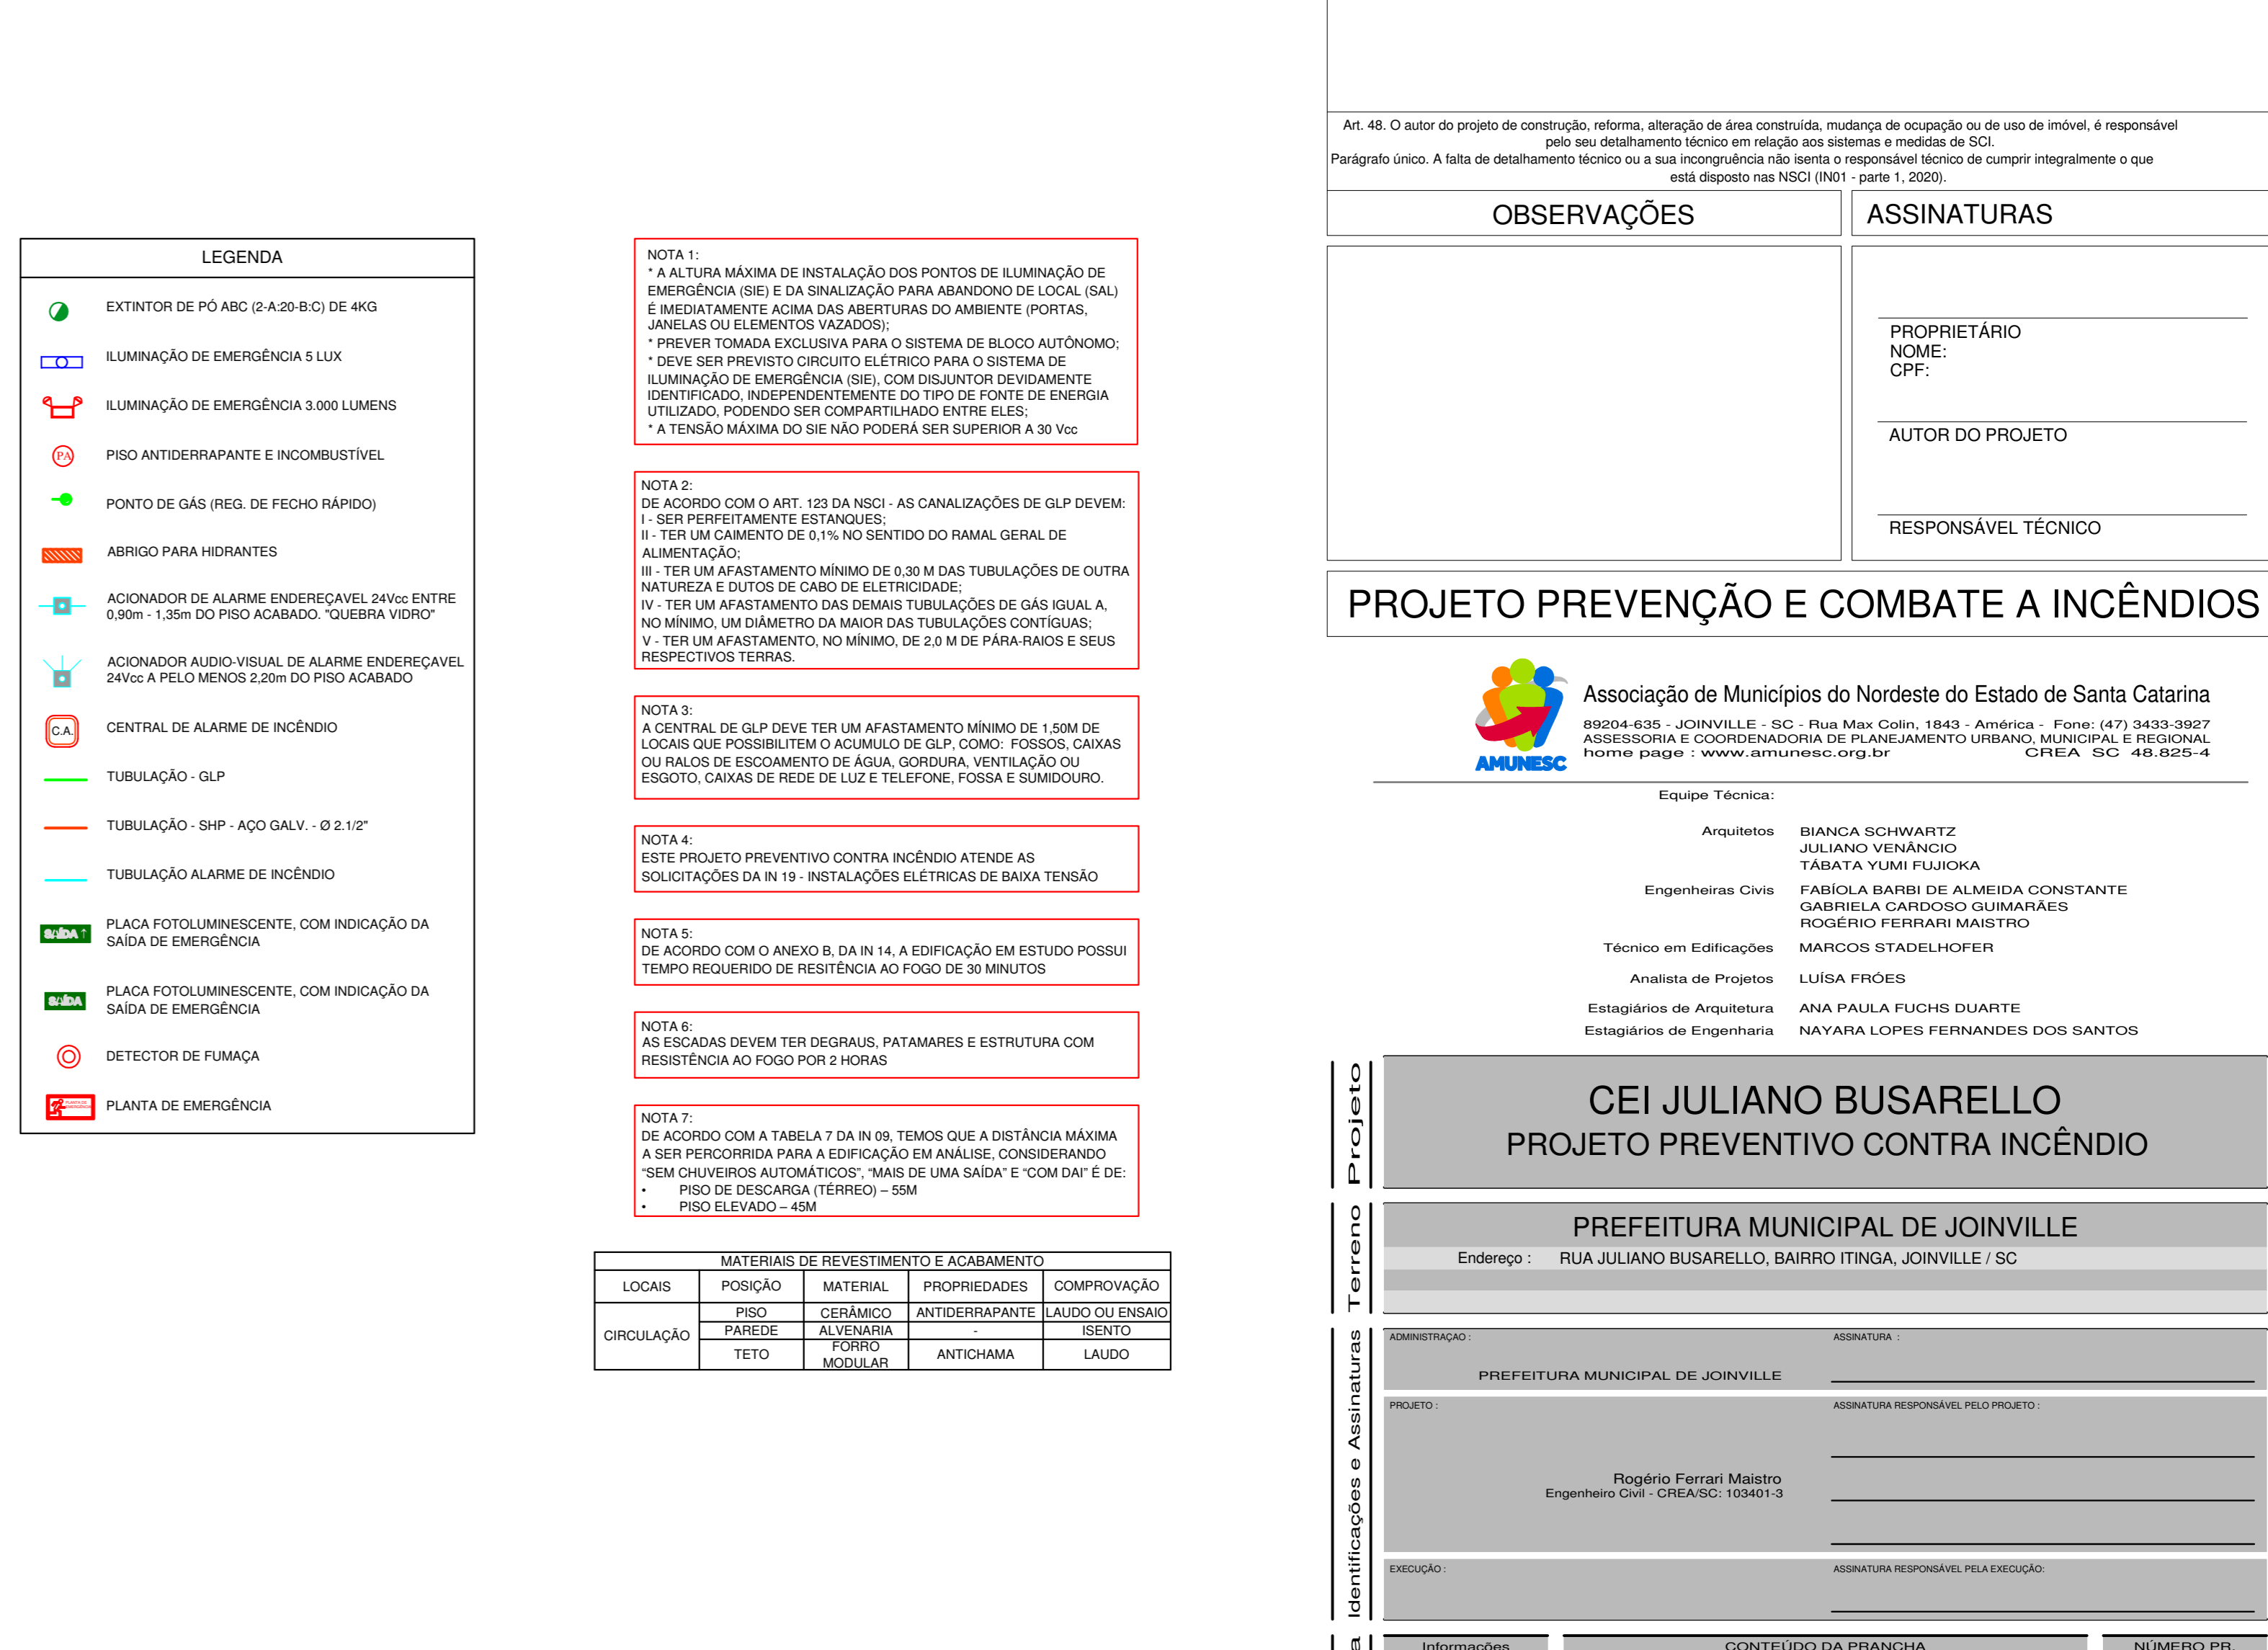 LEGENDA
EXTINTOR DE PÓ ABC (2-A:20-B:C) DE 4KG
ILUMINAÇÃO DE EMERGÊNCIA 5 LUX
ILUMINAÇÃO DE EMERGÊNCIA 3.000 LUMENS
PA
PISO ANTIDERRAPANTE E INCOMBUSTÍVEL
PONTO DE GÁS (REG. DE FECHO RÁPIDO)
ABRIGO PARA HIDRANTES
ACIONADOR DE ALARME ENDEREÇAVEL 24Vcc ENTRE
0,90m - 1,35m DO PISO ACABADO. "QUEBRA VIDRO"
ACIONADOR AUDIO-VISUAL DE ALARME ENDEREÇAVEL
24Vcc A PELO MENOS 2,20m DO PISO ACABADO
C.A.
CENTRAL DE ALARME DE INCÊNDIO
TUBULAÇÃO - GLP
TUBULAÇÃO - SHP - AÇO GALV. - Ø 2.1/2"
TUBULAÇÃO ALARME DE INCÊNDIO
SAÍDA ↑
PLACA FOTOLUMINESCENTE, COM INDICAÇÃO DA
SAÍDA DE EMERGÊNCIA
SAÍDA
PLACA FOTOLUMINESCENTE, COM INDICAÇÃO DA
SAÍDA DE EMERGÊNCIA
DETECTOR DE FUMAÇA
PLANTA DE
EMERGÊNCIA
PLANTA DE EMERGÊNCIA
NOTA 1:
* A ALTURA MÁXIMA DE INSTALAÇÃO DOS PONTOS DE ILUMINAÇÃO DE
EMERGÊNCIA (SIE) E DA SINALIZAÇÃO PARA ABANDONO DE LOCAL (SAL)
É IMEDIATAMENTE ACIMA DAS ABERTURAS DO AMBIENTE (PORTAS,
JANELAS OU ELEMENTOS VAZADOS);
* PREVER TOMADA EXCLUSIVA PARA O SISTEMA DE BLOCO AUTÔNOMO;
* DEVE SER PREVISTO CIRCUITO ELÉTRICO PARA O SISTEMA DE
ILUMINAÇÃO DE EMERGÊNCIA (SIE), COM DISJUNTOR DEVIDAMENTE
IDENTIFICADO, INDEPENDENTEMENTE DO TIPO DE FONTE DE ENERGIA
UTILIZADO, PODENDO SER COMPARTILHADO ENTRE ELES;
* A TENSÃO MÁXIMA DO SIE NÃO PODERÁ SER SUPERIOR A 30 Vcc
NOTA 2:
DE ACORDO COM O ART. 123 DA NSCI - AS CANALIZAÇÕES DE GLP DEVEM:
I - SER PERFEITAMENTE ESTANQUES;
II - TER UM CAIMENTO DE 0,1% NO SENTIDO DO RAMAL GERAL DE
ALIMENTAÇÃO;
III - TER UM AFASTAMENTO MÍNIMO DE 0,30 M DAS TUBULAÇÕES DE OUTRA
NATUREZA E DUTOS DE CABO DE ELETRICIDADE;
IV - TER UM AFASTAMENTO DAS DEMAIS TUBULAÇÕES DE GÁS IGUAL A,
NO MÍNIMO, UM DIÂMETRO DA MAIOR DAS TUBULAÇÕES CONTÍGUAS;
V - TER UM AFASTAMENTO, NO MÍNIMO, DE 2,0 M DE PÁRA-RAIOS E SEUS
RESPECTIVOS TERRAS.
NOTA 3:
A CENTRAL DE GLP DEVE TER UM AFASTAMENTO MÍNIMO DE 1,50M DE
LOCAIS QUE POSSIBILITEM O ACUMULO DE GLP, COMO: FOSSOS, CAIXAS
OU RALOS DE ESCOAMENTO DE ÁGUA, GORDURA, VENTILAÇÃO OU
ESGOTO, CAIXAS DE REDE DE LUZ E TELEFONE, FOSSA E SUMIDOURO.
NOTA 4:
ESTE PROJETO PREVENTIVO CONTRA INCÊNDIO ATENDE AS
SOLICITAÇÕES DA IN 19 - INSTALAÇÕES ELÉTRICAS DE BAIXA TENSÃO
NOTA 5:
DE ACORDO COM O ANEXO B, DA IN 14, A EDIFICAÇÃO EM ESTUDO POSSUI
TEMPO REQUERIDO DE RESITÊNCIA AO FOGO DE 30 MINUTOS
NOTA 6:
AS ESCADAS DEVEM TER DEGRAUS, PATAMARES E ESTRUTURA COM
RESISTÊNCIA AO FOGO POR 2 HORAS
NOTA 7:
DE ACORDO COM A TABELA 7 DA IN 09, TEMOS QUE A DISTÂNCIA MÁXIMA
A SER PERCORRIDA PARA A EDIFICAÇÃO EM ANÁLISE, CONSIDERANDO
“SEM CHUVEIROS AUTOMÁTICOS”, “MAIS DE UMA SAÍDA” E “COM DAI” É DE:
• PISO DE DESCARGA (TÉRREO) – 55M
• PISO ELEVADO – 45M
MATERIAIS DE REVESTIMENTO E ACABAMENTO
LOCAIS POSIÇÃO MATERIAL PROPRIEDADES COMPROVAÇÃO
CIRCULAÇÃO
PISO CERÂMICO ANTIDERRAPANTE LAUDO OU ENSAIO
PAREDE ALVENARIA - ISENTO
TETO FORRO MODULAR ANTICHAMA LAUDO
Art. 48. O autor do projeto de construção, reforma, alteração de área construída, mudança de ocupação ou de uso de imóvel, é responsável
pelo seu detalhamento técnico em relação aos sistemas e medidas de SCI.
Parágrafo único. A falta de detalhamento técnico ou a sua incongruência não isenta o responsável técnico de cumprir integralmente o que
está disposto nas NSCI (IN01 - parte 1, 2020).
OBSERVAÇÕES
ASSINATURAS
PROPRIETÁRIO
NOME:
CPF:
AUTOR DO PROJETO
RESPONSÁVEL TÉCNICO
PROJETO PREVENÇÃO E COMBATE A INCÊNDIOS
AMUNESC
Associação de Municípios do Nordeste do Estado de Santa Catarina
89204-635 - JOINVILLE - SC - Rua Max Colin, 1843 - América - Fone: (47) 3433-3927
ASSESSORIA E COORDENADORIA DE PLANEJAMENTO URBANO, MUNICIPAL E REGIONAL
home page : www.amunesc.org.br CREA SC 48.825-4
Equipe Técnica:
Arquitetos BIANCA SCHWARTZ
JULIANO VENÂNCIO
TÁBATA YUMI FUJIOKA
Engenheiras Civis FABÍOLA BARBI DE ALMEIDA CONSTANTE
GABRIELA CARDOSO GUIMARÃES
ROGÉRIO FERRARI MAISTRO
Técnico em Edificações MARCOS STADELHOFER
Analista de Projetos LUÍSA FRÓES
Estagiários de Arquitetura ANA PAULA FUCHS DUARTE
Estagiários de Engenharia NAYARA LOPES FERNANDES DOS SANTOS
Projeto
CEI JULIANO BUSARELLO
PROJETO PREVENTIVO CONTRA INCÊNDIO
Terreno
PREFEITURA MUNICIPAL DE JOINVILLE
Endereço : RUA JULIANO BUSARELLO, BAIRRO ITINGA, JOINVILLE / SC
Identificações e Assinaturas
ADMINISTRAÇAO : ASSINATURA :
PREFEITURA MUNICIPAL DE JOINVILLE
PROJETO : ASSINATURA RESPONSÁVEL PELO PROJETO :
Rogério Ferrari Maistro
Engenheiro Civil - CREA/SC: 103401-3
EXECUÇÃO : ASSINATURA RESPONSÁVEL PELA EXECUÇÃO:
Informações CONTEÚDO DA PRANCHA NÚMERO PR.